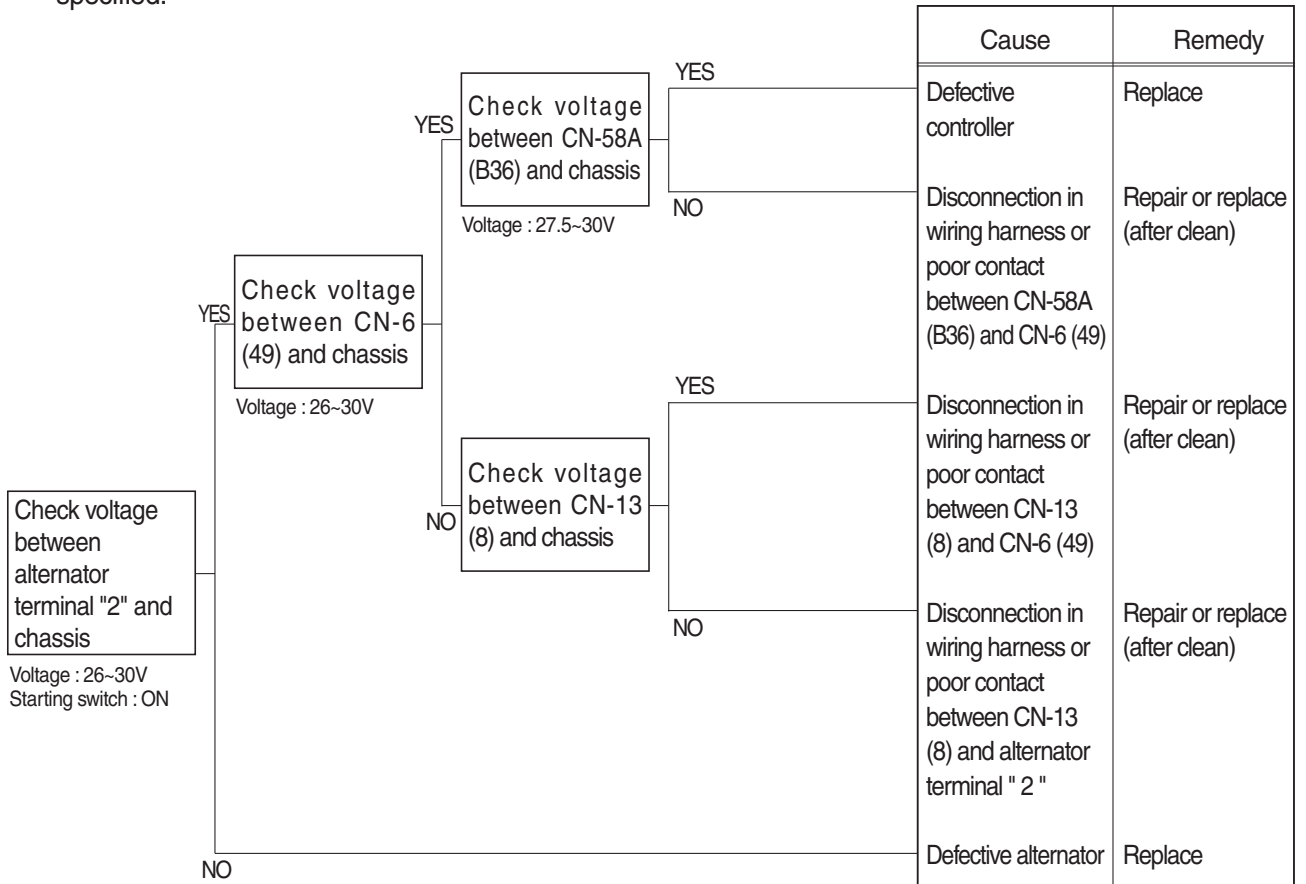 specified.
Cause
Remedy
YES
Check voltage
between CN-58A
(B36) and chassis
YES
Defective
controller
Replace
NO
Voltage : 27.5~30V
Disconnection in
wiring harness or
poor contact
between CN-58A
(B36) and CN-6 (49)
Repair or replace
(after clean)
YES
Check voltage
between CN-6
(49) and chassis
Voltage : 26~30V
YES
Disconnection in
wiring harness or
poor contact
between CN-13
(8) and CN-6 (49)
Repair or replace
(after clean)
Check voltage
between CN-13
(8) and chassis
NO
Check voltage
between
alternator
terminal "2" and
chassis
Voltage : 26~30V
Starting switch : ON
NO
Disconnection in
wiring harness or
poor contact
between CN-13
(8) and alternator
terminal " 2 "
Repair or replace
(after clean)
NO
Defective alternator
Replace